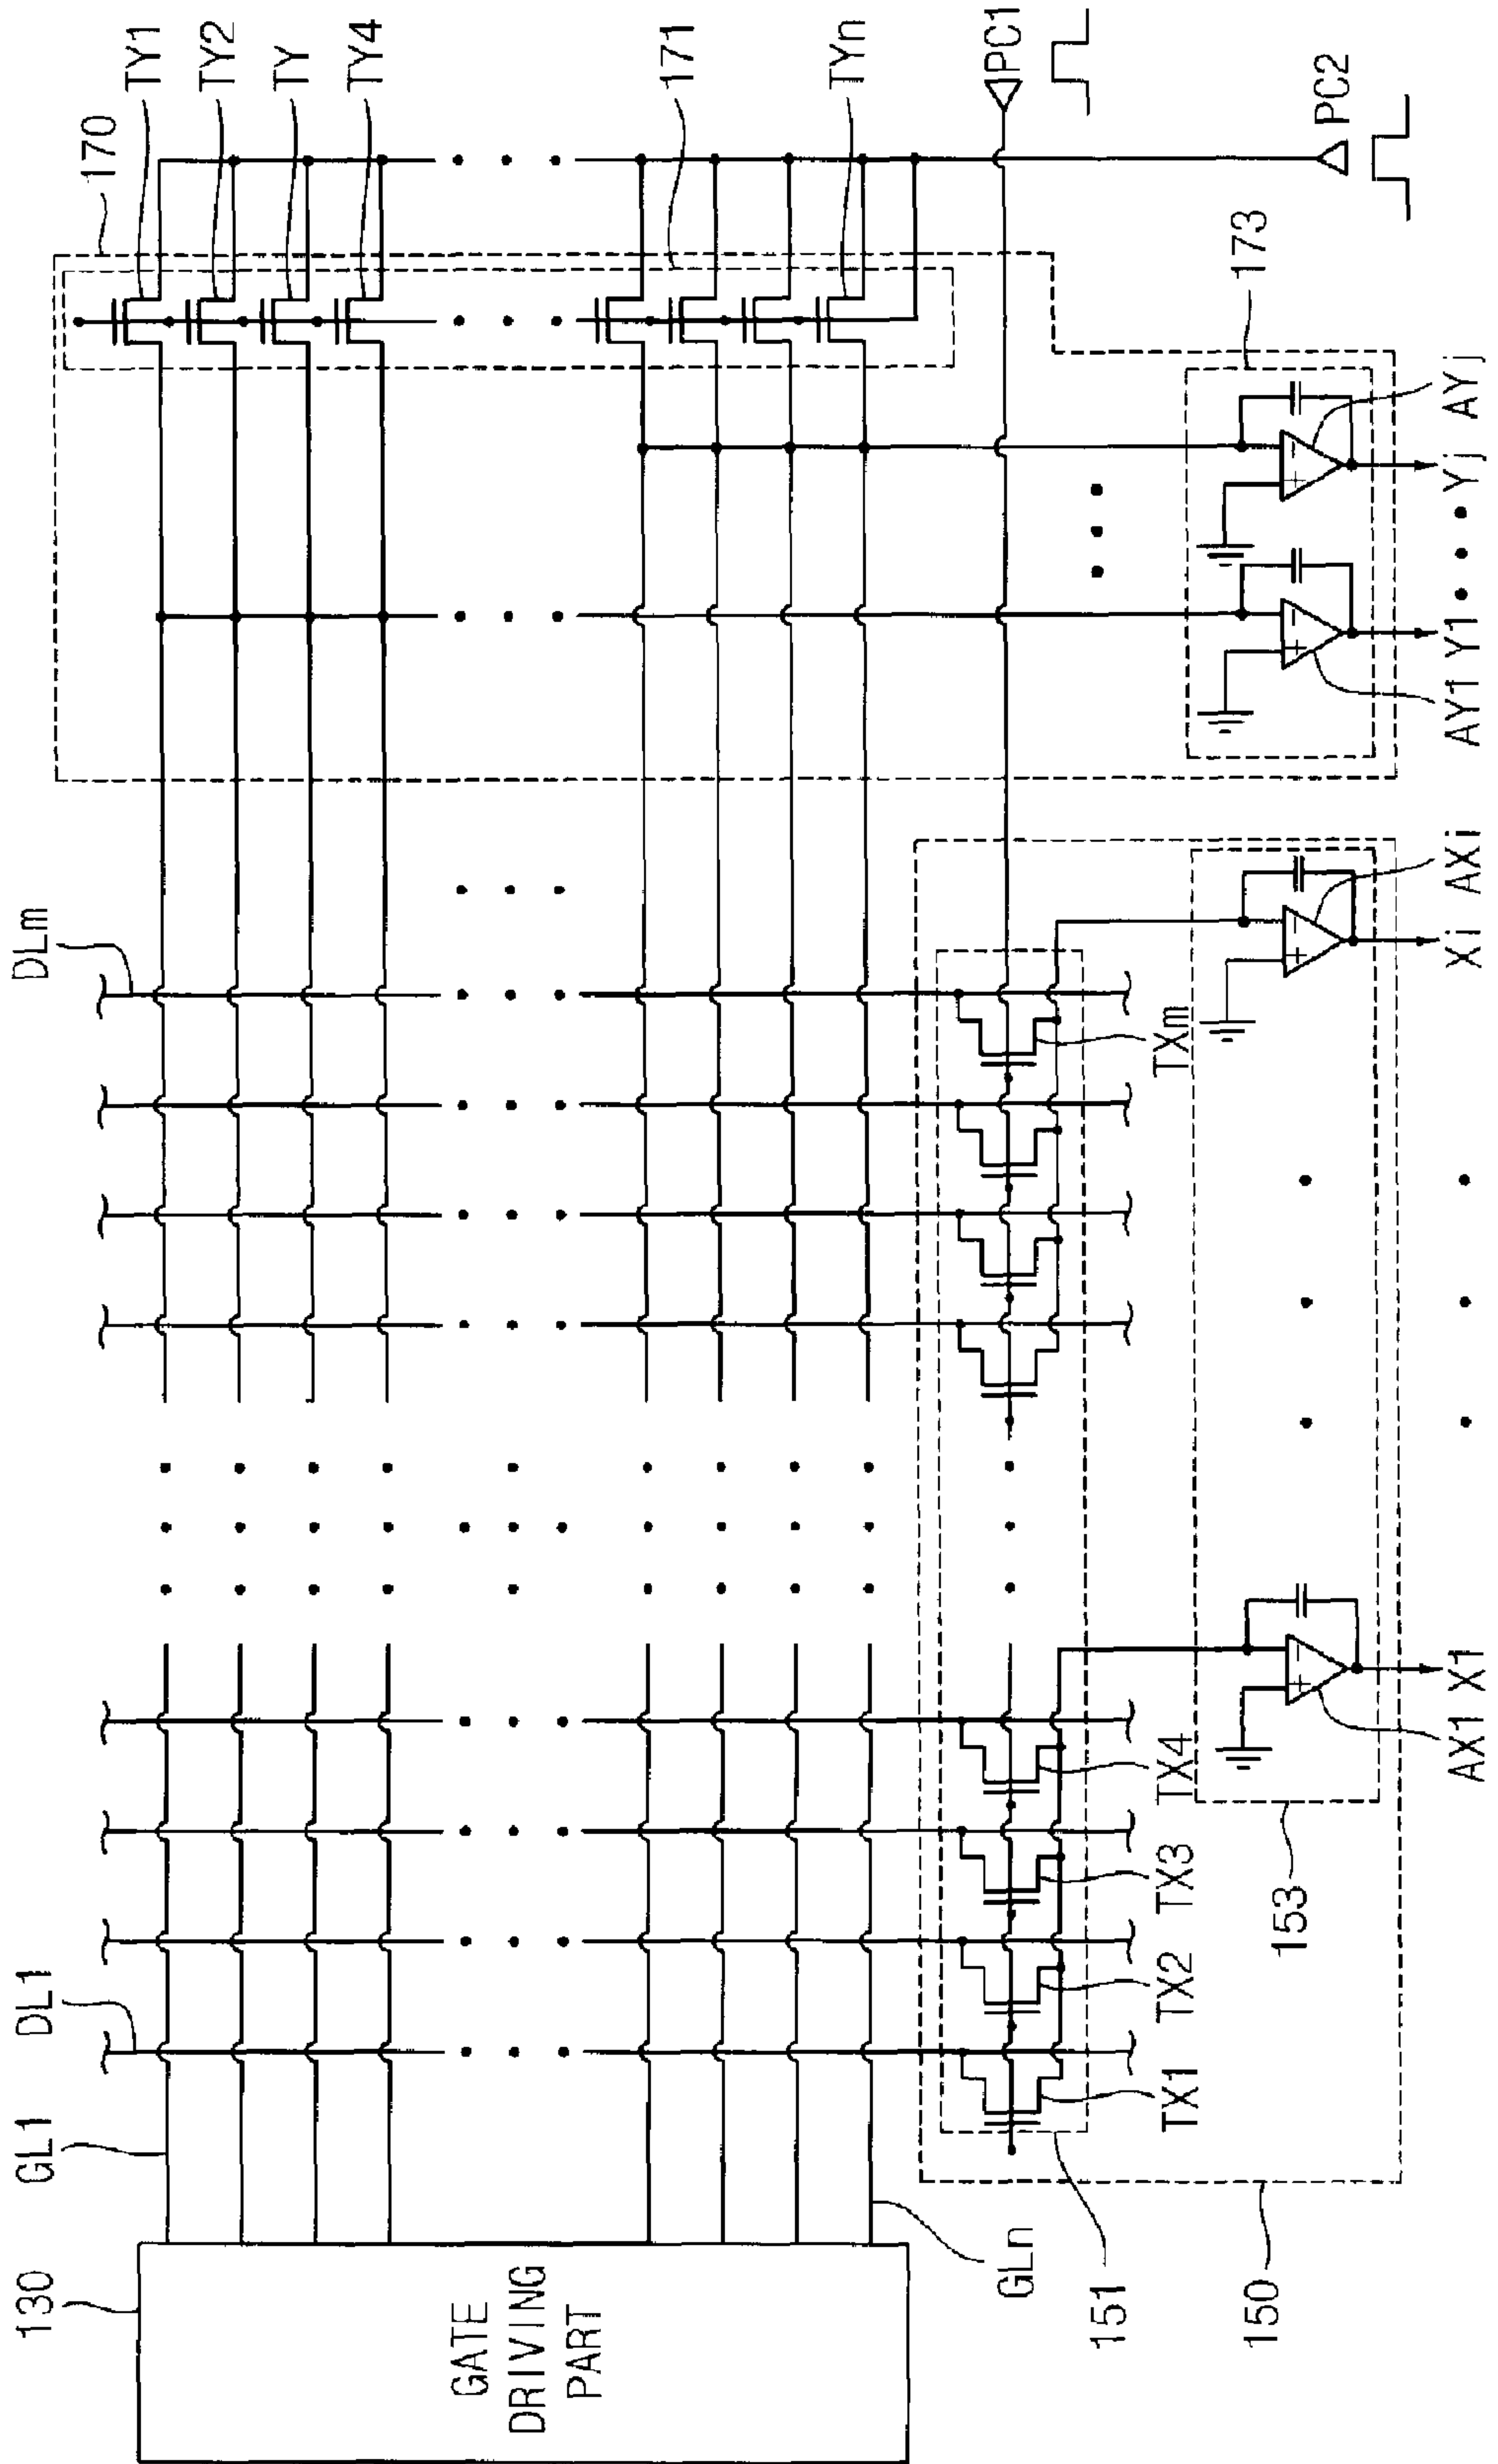 170
TY1
TY2
TY
TY4
171
TYn
PC1
PC2
173
DLm
DL1
GL1
130
GATE
DRIVING
PART
GLn
TXm
TX4
TX3
TX2
TX1
151
150
153
AX1 X1
Xi AXi
AY1 Y1
Yj AYj